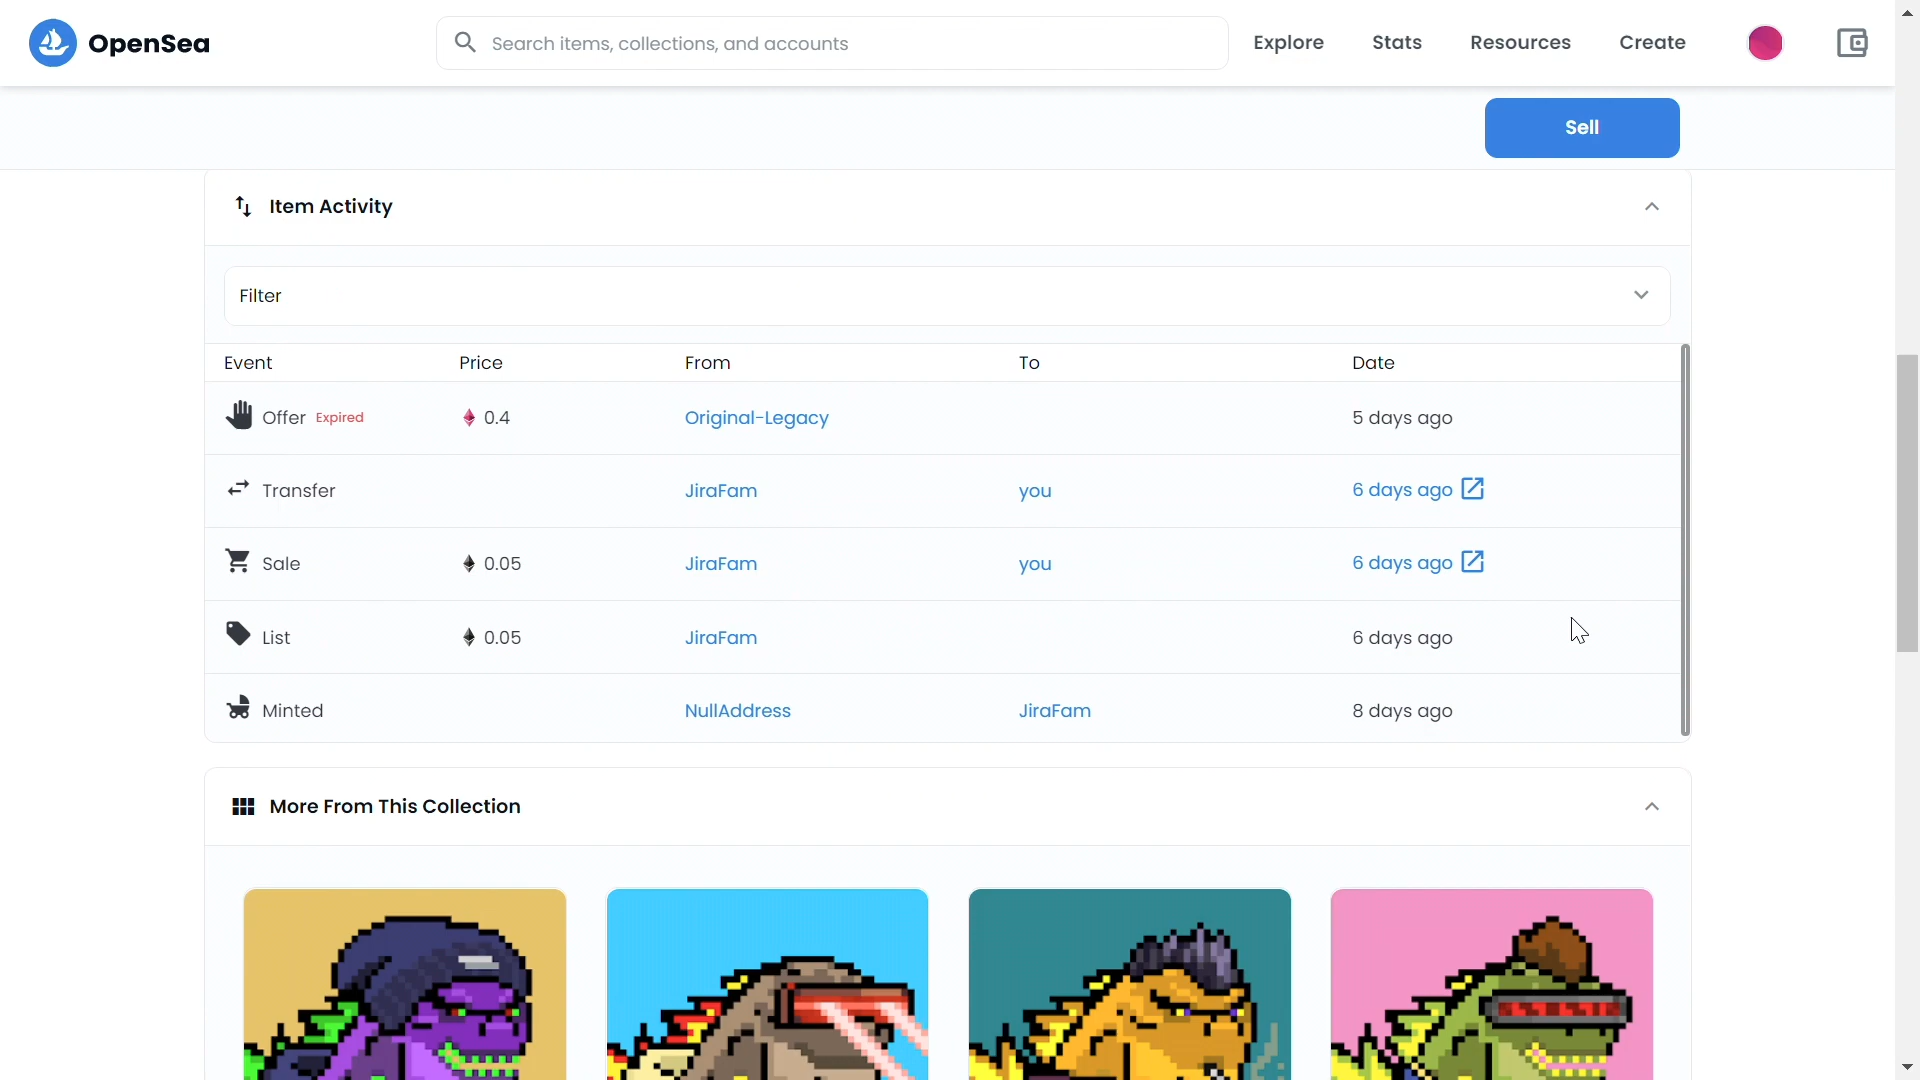 OpenSea
Search items, collections, and accounts
Explore Stats Resources Create
Sell
Item Activity
Filter
Event Price From To Date
Offer Expired 0.4 Original-Legacy 5 days ago
Transfer JiraFam you 6 days ago
Sale 0.05 JiraFam you 6 days ago
List 0.05 JiraFam 6 days ago
Minted NullAddress JiraFam 8 days ago
More From This Collection